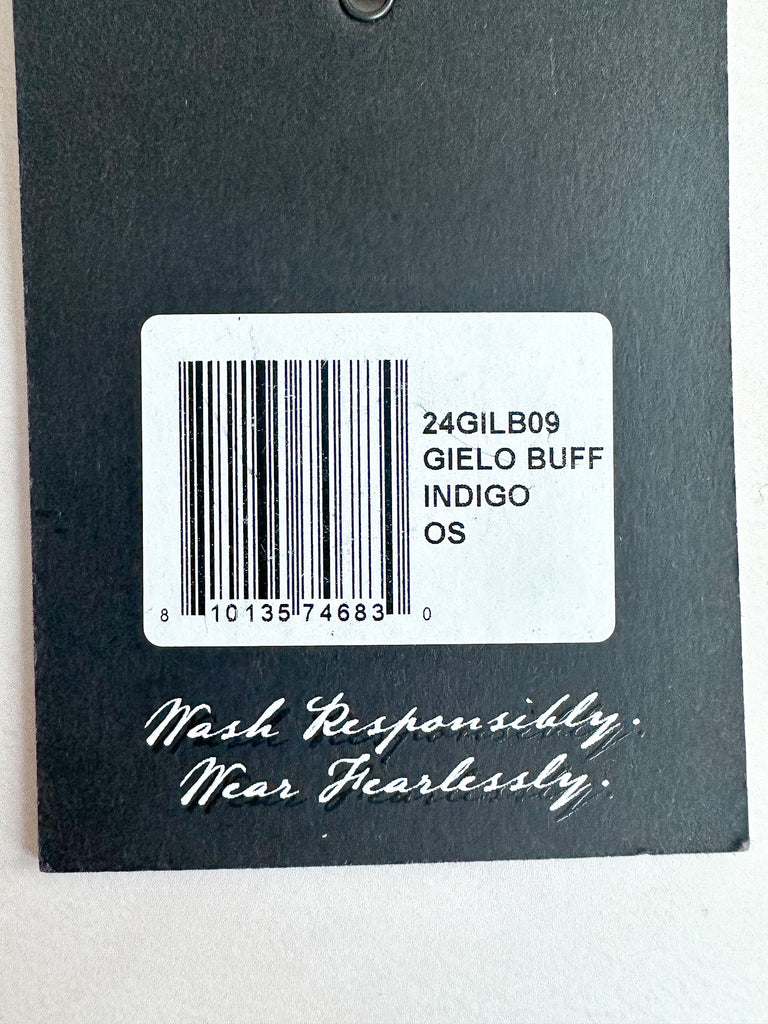 24GILB09
GIELO BUFF
INDIGO
OS
8 10135 74683 0
Wash Responsibly.
Wear Fearlessly.